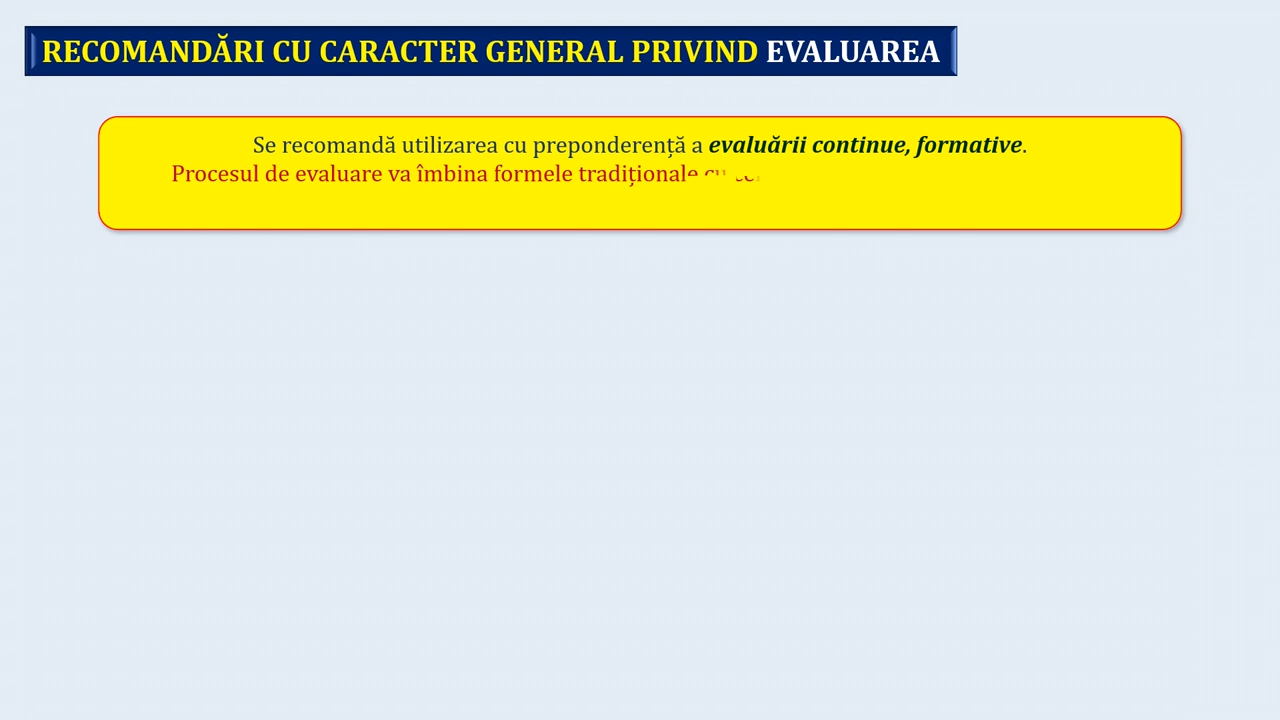 RECOMANDĂRI CU CARACTER GENERAL PRIVIND EVALUAREA
Se recomandă utilizarea cu preponderență a evaluării continue, formative.
Procesul de evaluare va îmbina formele tradiționale